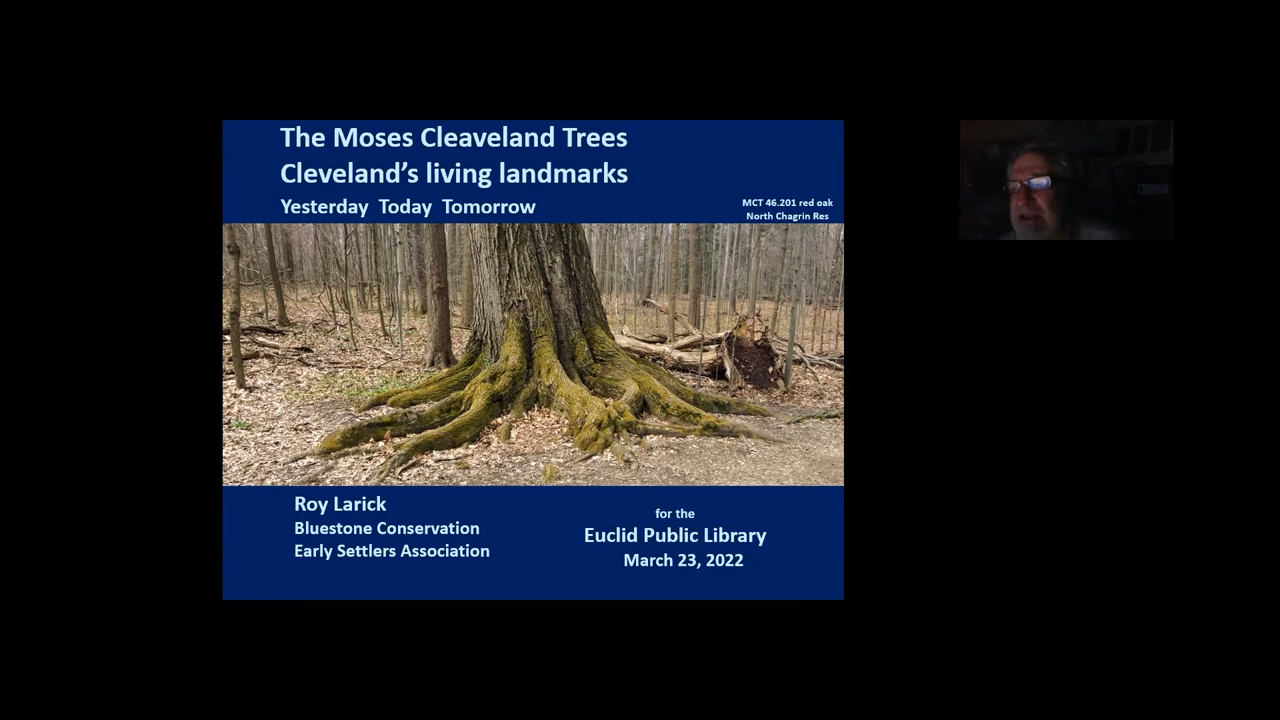 The Moses Cleaveland Trees
Cleveland's living landmarks
Yesterday Today Tomorrow
MCT 46.201 red oak
North Chagrin Res
Roy Larick
Bluestone Conservation
Early Settlers Association
for the
Euclid Public Library
March 23, 2022